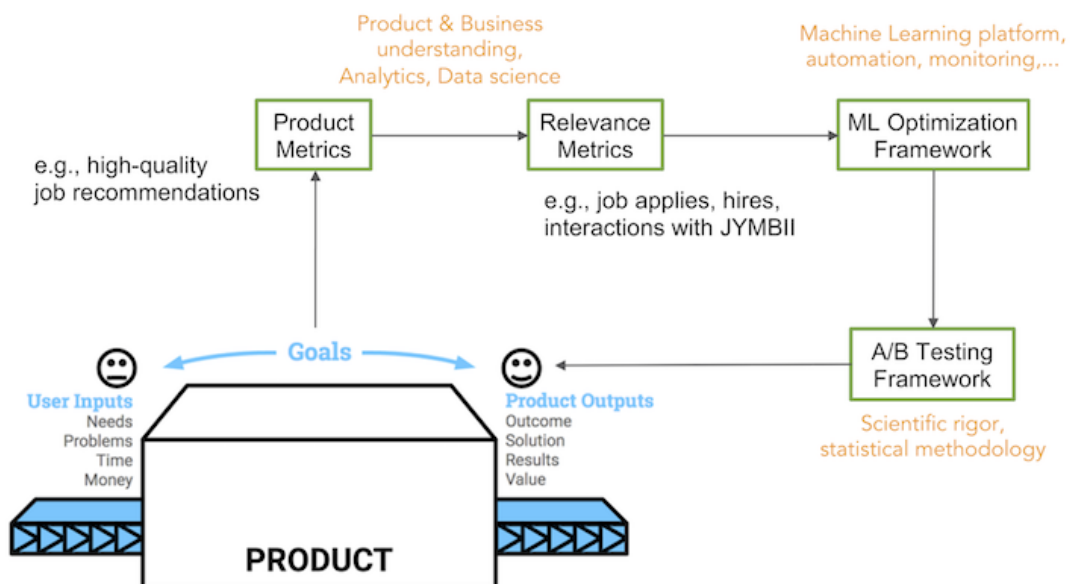 Product & Business
understanding,
Analytics, Data science
Machine Learning platform,
automation, monitoring,...
Product
Metrics
Relevance
Metrics
ML Optimization
Framework
e.g., high-quality
job recommendations
e.g., job applies, hires,
interactions with JYMBII
Goals
A/B Testing
Framework
User Inputs
Needs
Problems
Time
Money
Product Outputs
Outcome
Solution
Results
Value
Scientific rigor,
statistical methodology
PRODUCT